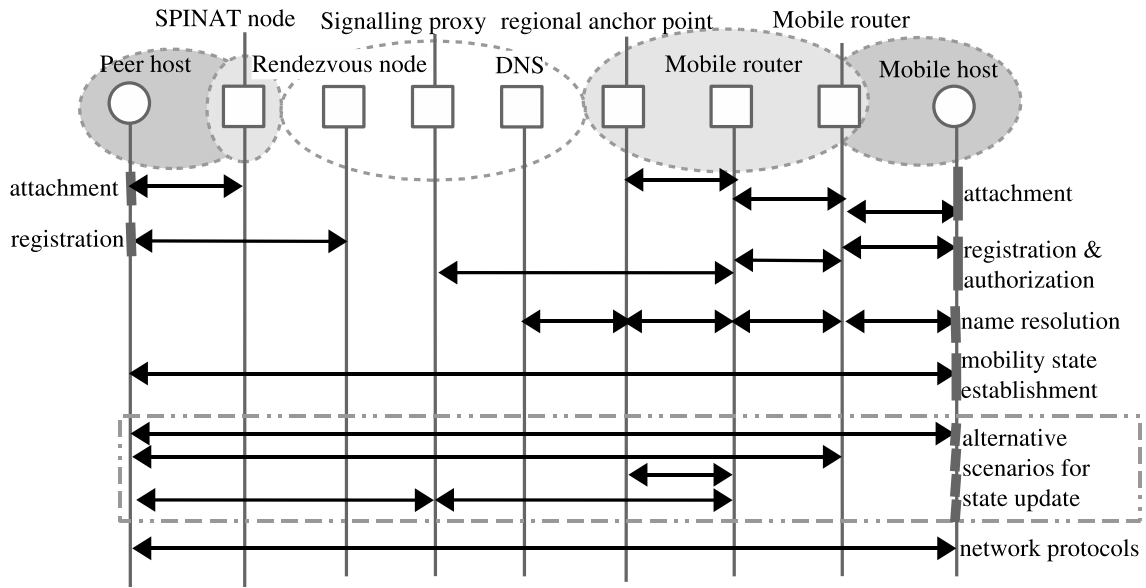 SPINAT node
Signalling proxy
regional anchor point
Mobile router
Peer host
Rendezvous node
DNS
Mobile router
Mobile host
attachment
attachment
registration
registration &
authorization
name resolution
mobility state
establishment
alternative
scenarios for
state update
network protocols